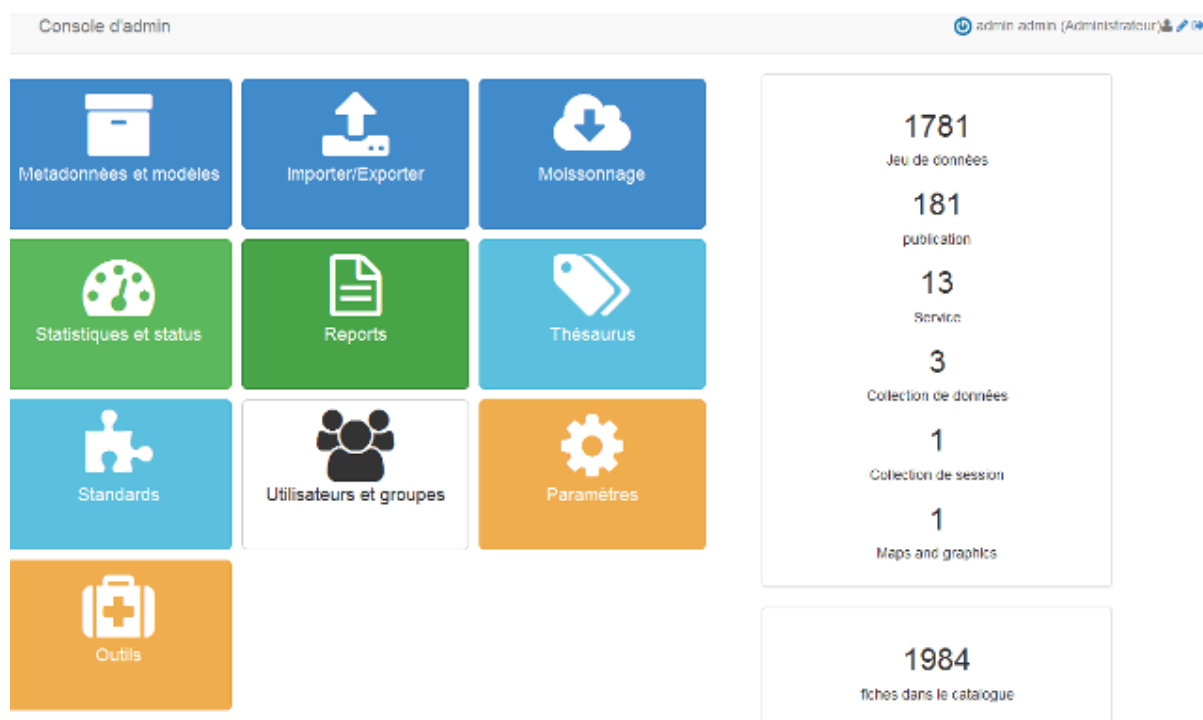 Console d'admin
admin admin (Administrateur)
Metadonnées et modèles
Importer/Exporter
Moissonnage
Statistiques et status
Reports
Thésaurus
Standards
Utilisateurs et groupes
Paramètres
Outils
1781
Jeu de données
181
publication
13
Service
3
Collection de données
1
Collection de session
1
Maps and graphics
1984
fiches dans le catalogue